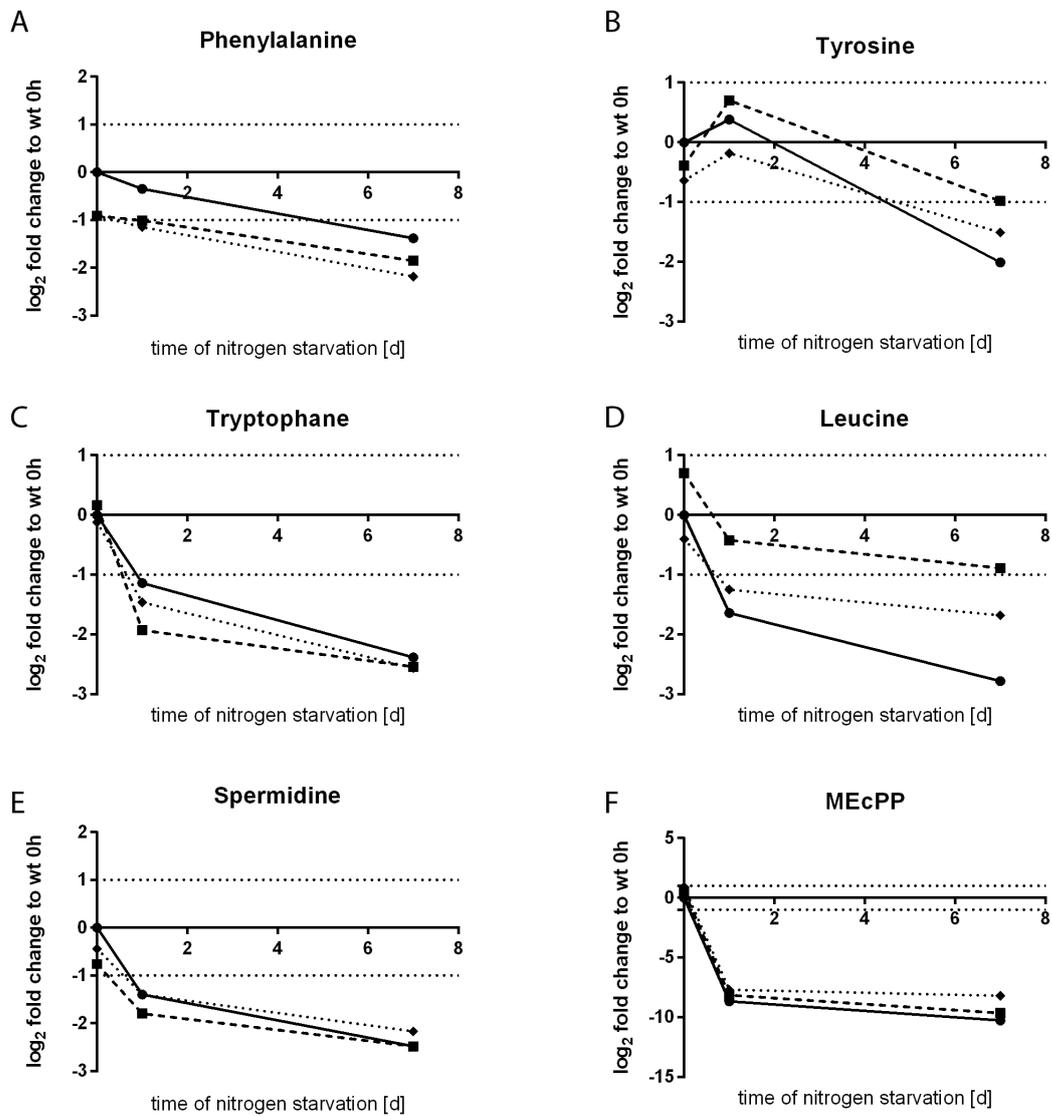 A
Phenylalanine
2
1
0
-1
-2
-3
2 4 6 8
log2 fold change to wt 0h
time of nitrogen starvation [d]
B
Tyrosine
1
0
-1
-2
-3
2 4 6 8
log2 fold change to wt 0h
time of nitrogen starvation [d]
C
Tryptophane
1
0
-1
-2
-3
2 4 6 8
log2 fold change to wt 0h
time of nitrogen starvation [d]
D
Leucine
1
0
-1
-2
-3
2 4 6 8
log2 fold change to wt 0h
time of nitrogen starvation [d]
E
Spermidine
2
1
0
-1
-2
-3
2 4 6 8
log2 fold change to wt 0h
time of nitrogen starvation [d]
F
MEcPP
5
0
-5
-10
-15
2 4 6 8
log2 fold change to wt 0h
time of nitrogen starvation [d]